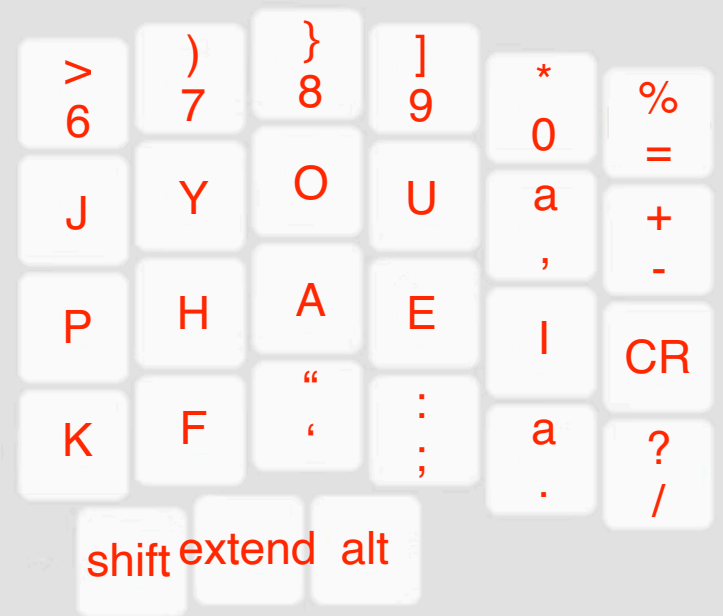 > ) } ] * %
6 7 8 9 0 =
J Y O U a +
, -
P H A E I CR
K F “ : a ?
‘ ; . /
shift extend alt